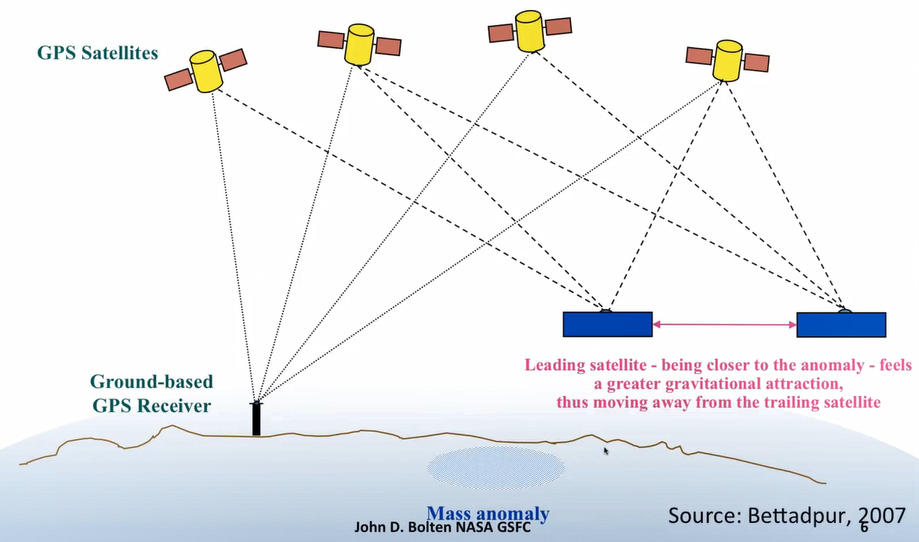 GPS Satellites
Leading satellite - being closer to the anomaly - feels
a greater gravitational attraction,
thus moving away from the trailing satellite
Ground-based
GPS Receiver
Mass anomaly
John D. Bolten NASA GSFC
Source: Bettadpur, 2007
6